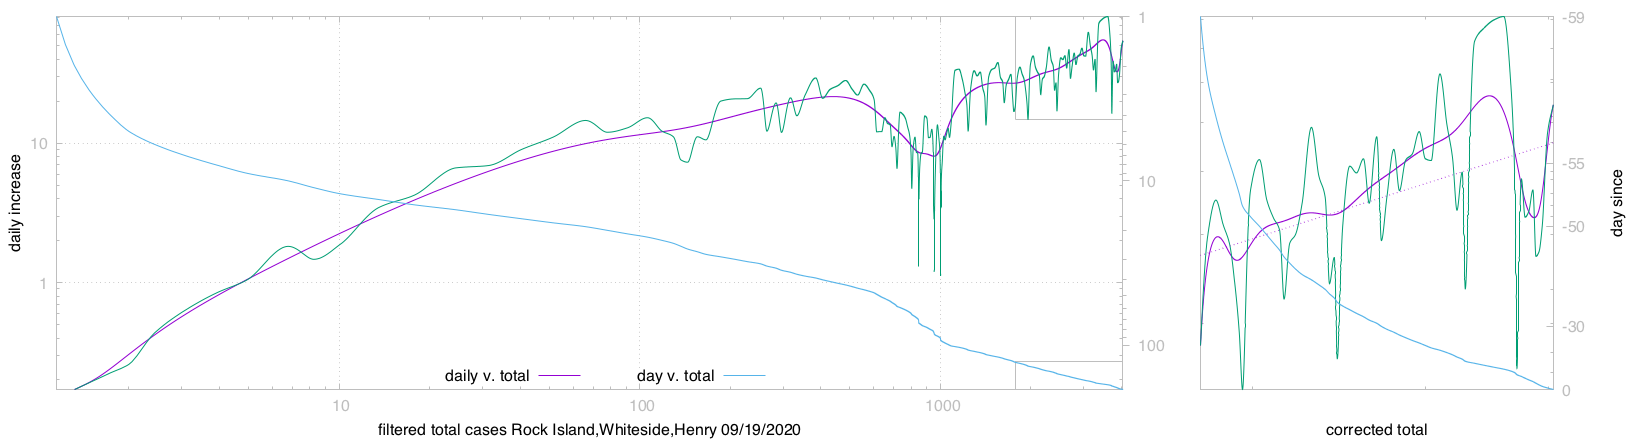 1
-59
10
daily increase
10
-55
day since
-50
1
-30
100
daily v. total
day v. total
0
10
100
1000
filtered total cases Rock Island,Whiteside,Henry 09/19/2020
corrected total